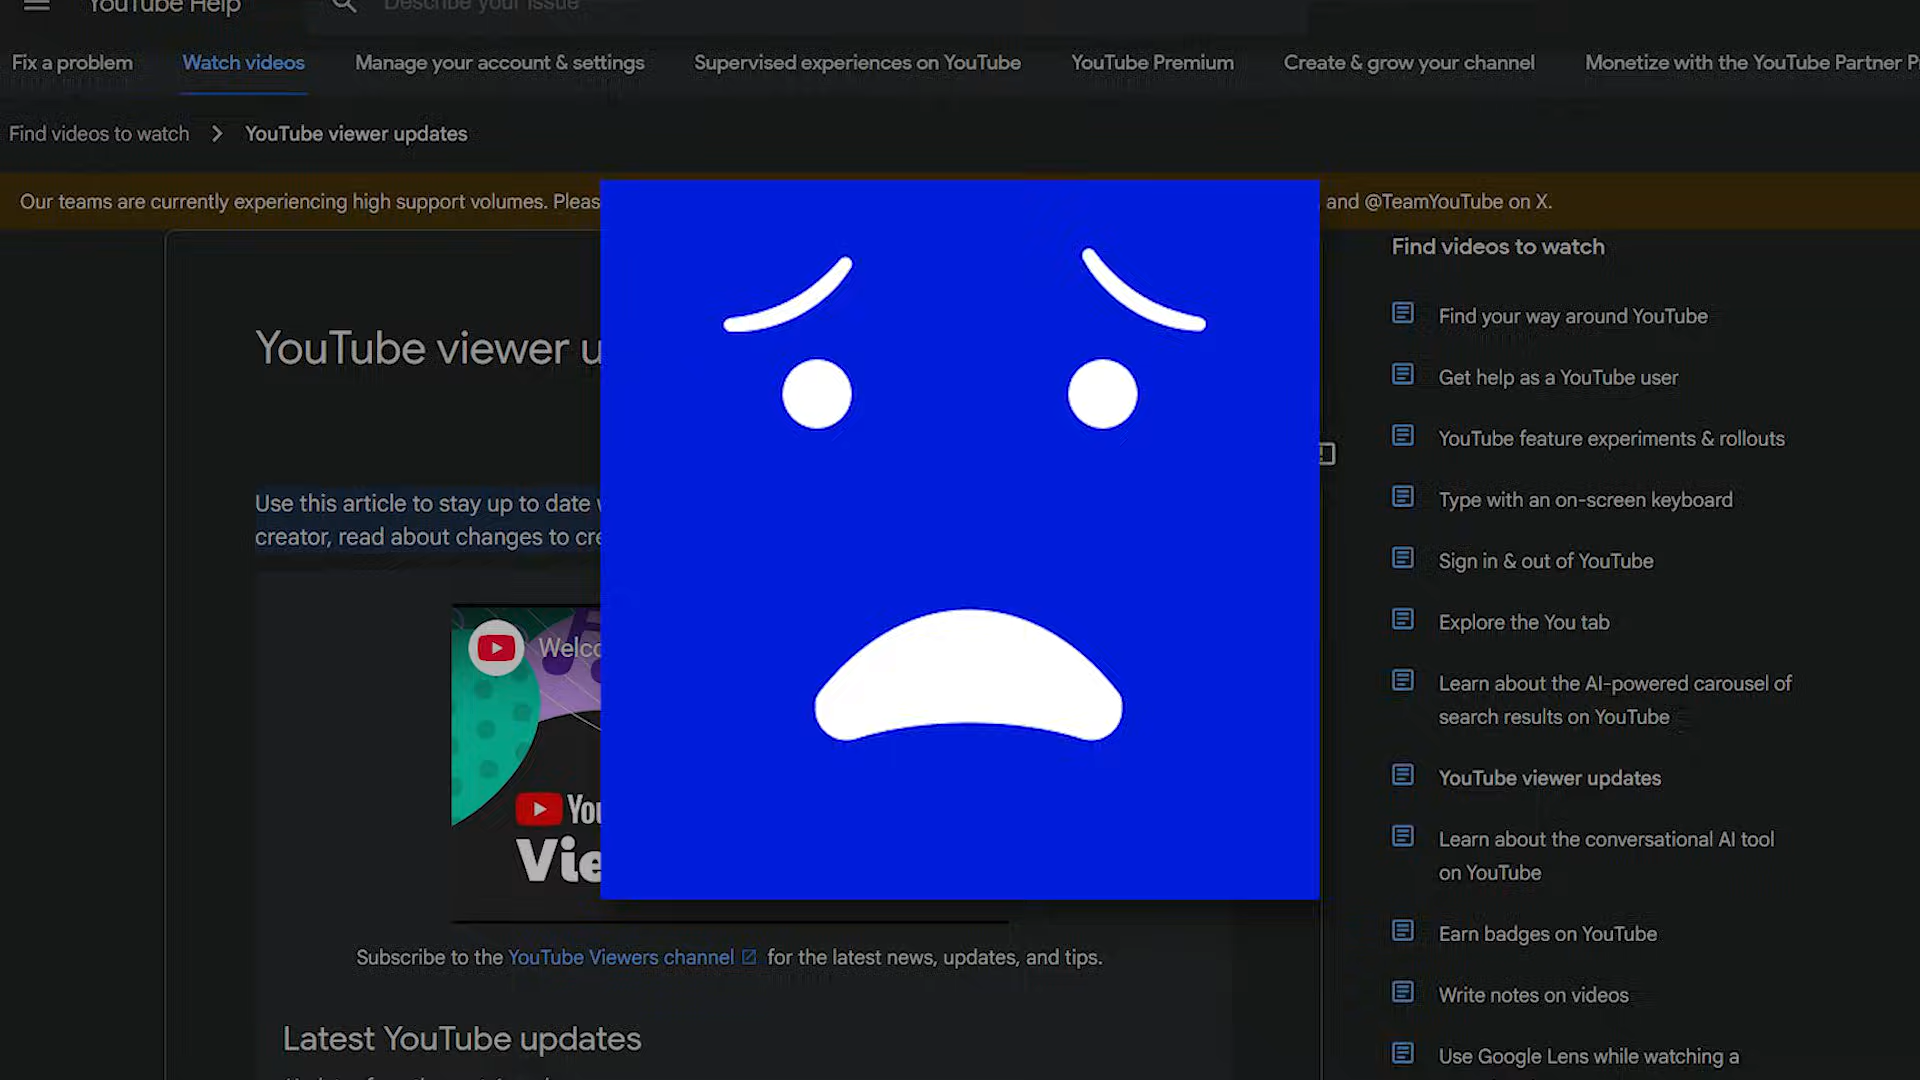 YouTube Help
Describe your issue
Fix a problem
Watch videos
Manage your account & settings
Supervised experiences on YouTube
YouTube Premium
Create & grow your channel
Monetize with the YouTube Partner
Find videos to watch
YouTube viewer updates
Our teams are currently experiencing high support volumes.
and @TeamYouTube on X.
YouTube viewer
Use this article to stay up to date
creator, read about changes to
YouTube
Subscribe to the YouTube Viewers channel for the latest news, updates, and tips.
Latest YouTube updates
Find videos to watch
Find your way around YouTube
Get help as a YouTube user
YouTube feature experiments & rollouts
Type with an on-screen keyboard
Sign in & out of YouTube
Explore the You tab
Learn about the AI-powered carousel of
search results on YouTube
YouTube viewer updates
Learn about the conversational AI tool
on YouTube
Earn badges on YouTube
Write notes on videos
Use Google Lens while watching a